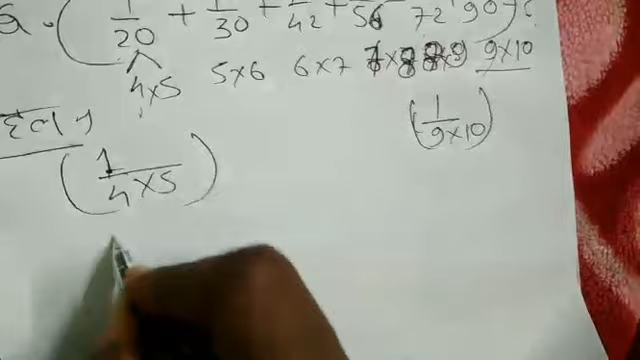 Q. ( 1/20 + 1/30 + 1/42 + 1/56 72 90 ) ?
4×5 5×6 6×7 7×8 8×9 9×10
( 1/9×10 )
( 1/4×5 )